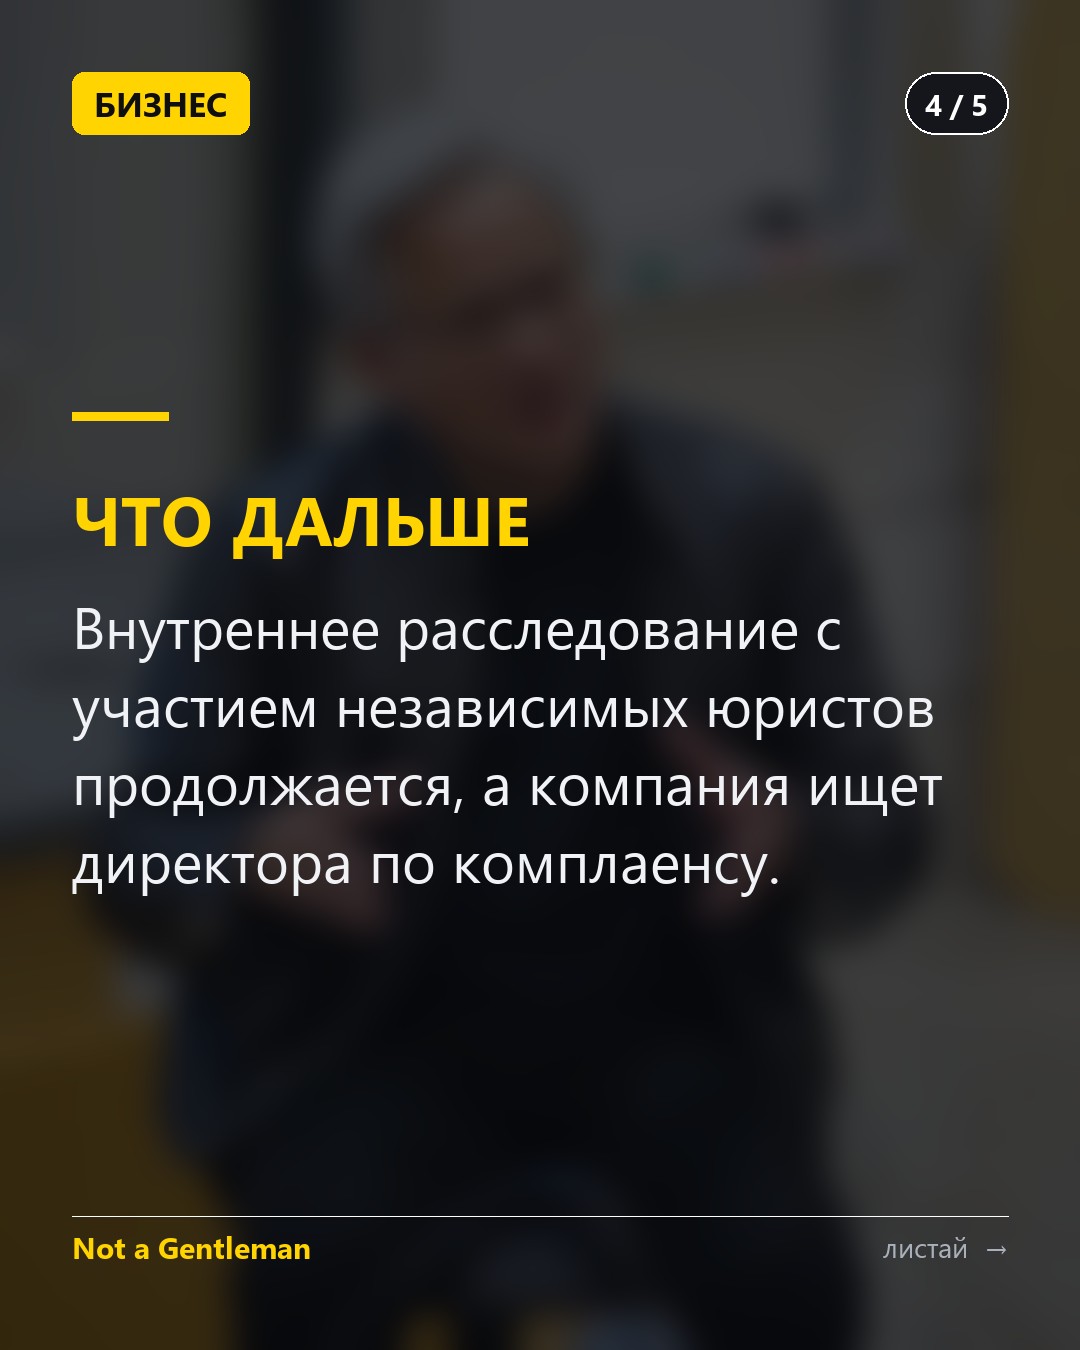 БИЗНЕС
4 / 5
ЧТО ДАЛЬШЕ
Внутреннее расследование с
участием независимых юристов
продолжается, а компания ищет
директора по комплаенсу.
Not a Gentleman
листай →